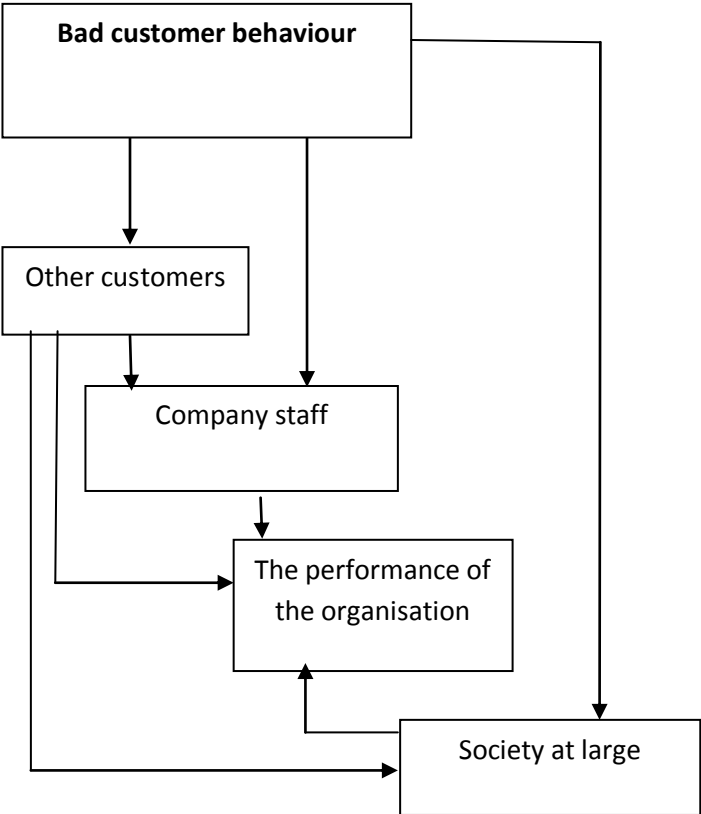 Bad customer behaviour
Other customers
Company staff
The performance of
the organisation
Society at large